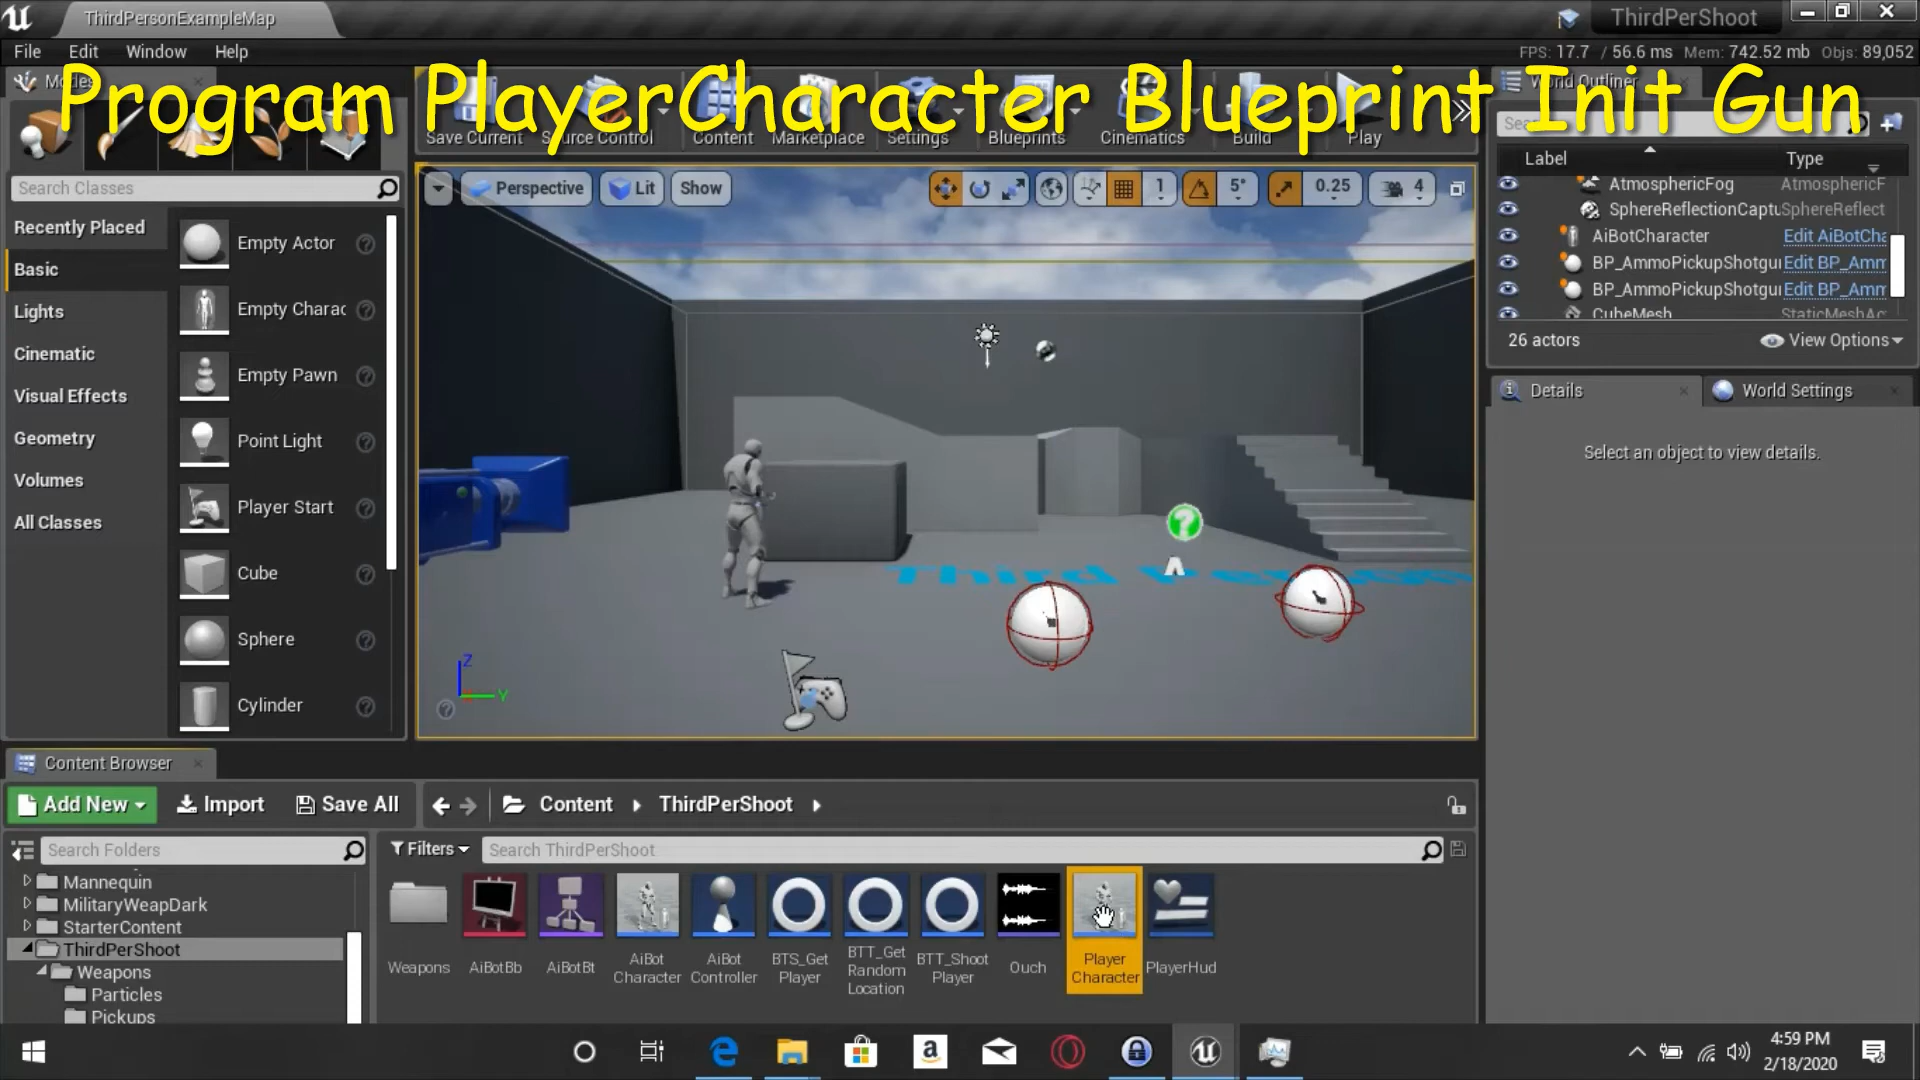 ThirdPersonExampleMap
ThirdPerShoot
File Edit Window Help
FPS: 17.7 / 56.6 ms Mem: 742.52 mb Objs: 89,052
Modes
World Outliner
Program PlayerCharacter Blueprint Init Gun
Save Current Source Control Content Marketplace Settings Blueprints Cinematics Build Play
Label Type
Search Classes
Perspective Lit Show 1 5° 0.25 4
AtmosphericFog AtmosphericF
SphereReflectionCaptu SphereReflect
AiBotCharacter Edit AiBotCha
BP_AmmoPickupShotgu Edit BP_Amm
BP_AmmoPickupShotgu Edit BP_Amm
CubeMesh StaticMeshAc
26 actors View Options
Recently Placed
Basic
Lights
Cinematic
Visual Effects
Geometry
Volumes
All Classes
Empty Actor
Empty Charac
Empty Pawn
Point Light
Player Start
Cube
Sphere
Cylinder
Third Person
Z
Y
Details World Settings
Select an object to view details.
Content Browser
Add New Import Save All Content ThirdPerShoot
Search Folders
Filters Search ThirdPerShoot
Mannequin
MilitaryWeapDark
StarterContent
ThirdPerShoot
Weapons
Particles
Pickups
Weapons
AiBotBb
AiBotBt
AiBot
Character
AiBot
Controller
BTS_Get
Player
BTT_Get
Random
Location
BTT_Shoot
Player
Ouch
Player
Character
PlayerHud
4:59 PM
2/18/2020